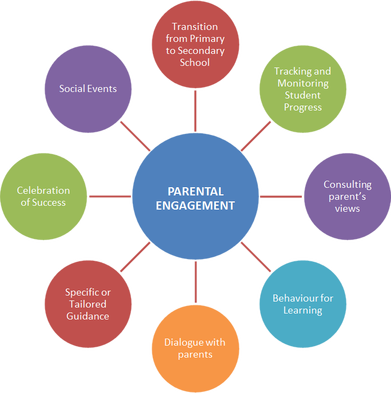 Transition
from Primary
to Secondary
School
Tracking and
Monitoring
Student
Progress
Consulting
parent's
views
Behaviour for
Learning
Dialogue with
parents
Specific or
Tailored
Guidance
Celebration
of Success
Social Events
PARENTAL
ENGAGEMENT